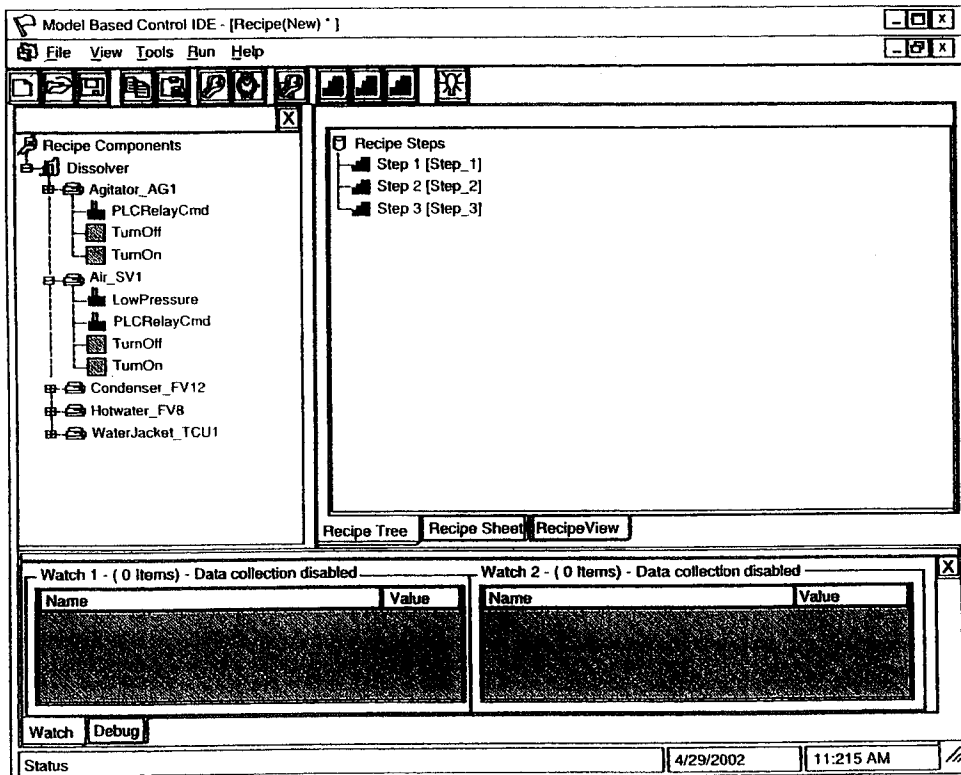 Model Based Control IDE - [Recipe(New) * ]
File View Tools Run Help
Recipe Components
Dissolver
Agitator_AG1
PLCRelayCmd
TurnOff
TurnOn
Air_SV1
LowPressure
PLCRelayCmd
TurnOff
TurnOn
Condenser_FV12
Hotwater_FV8
WaterJacket_TCU1
Recipe Steps
Step 1 [Step_1]
Step 2 [Step_2]
Step 3 [Step_3]
Recipe Tree Recipe Sheet RecipeView
Watch 1 - ( 0 Items) - Data collection disabled
Name Value
Watch 2 - ( 0 Items) - Data collection disabled
Name Value
Watch Debug
Status 4/29/2002 11:215 AM